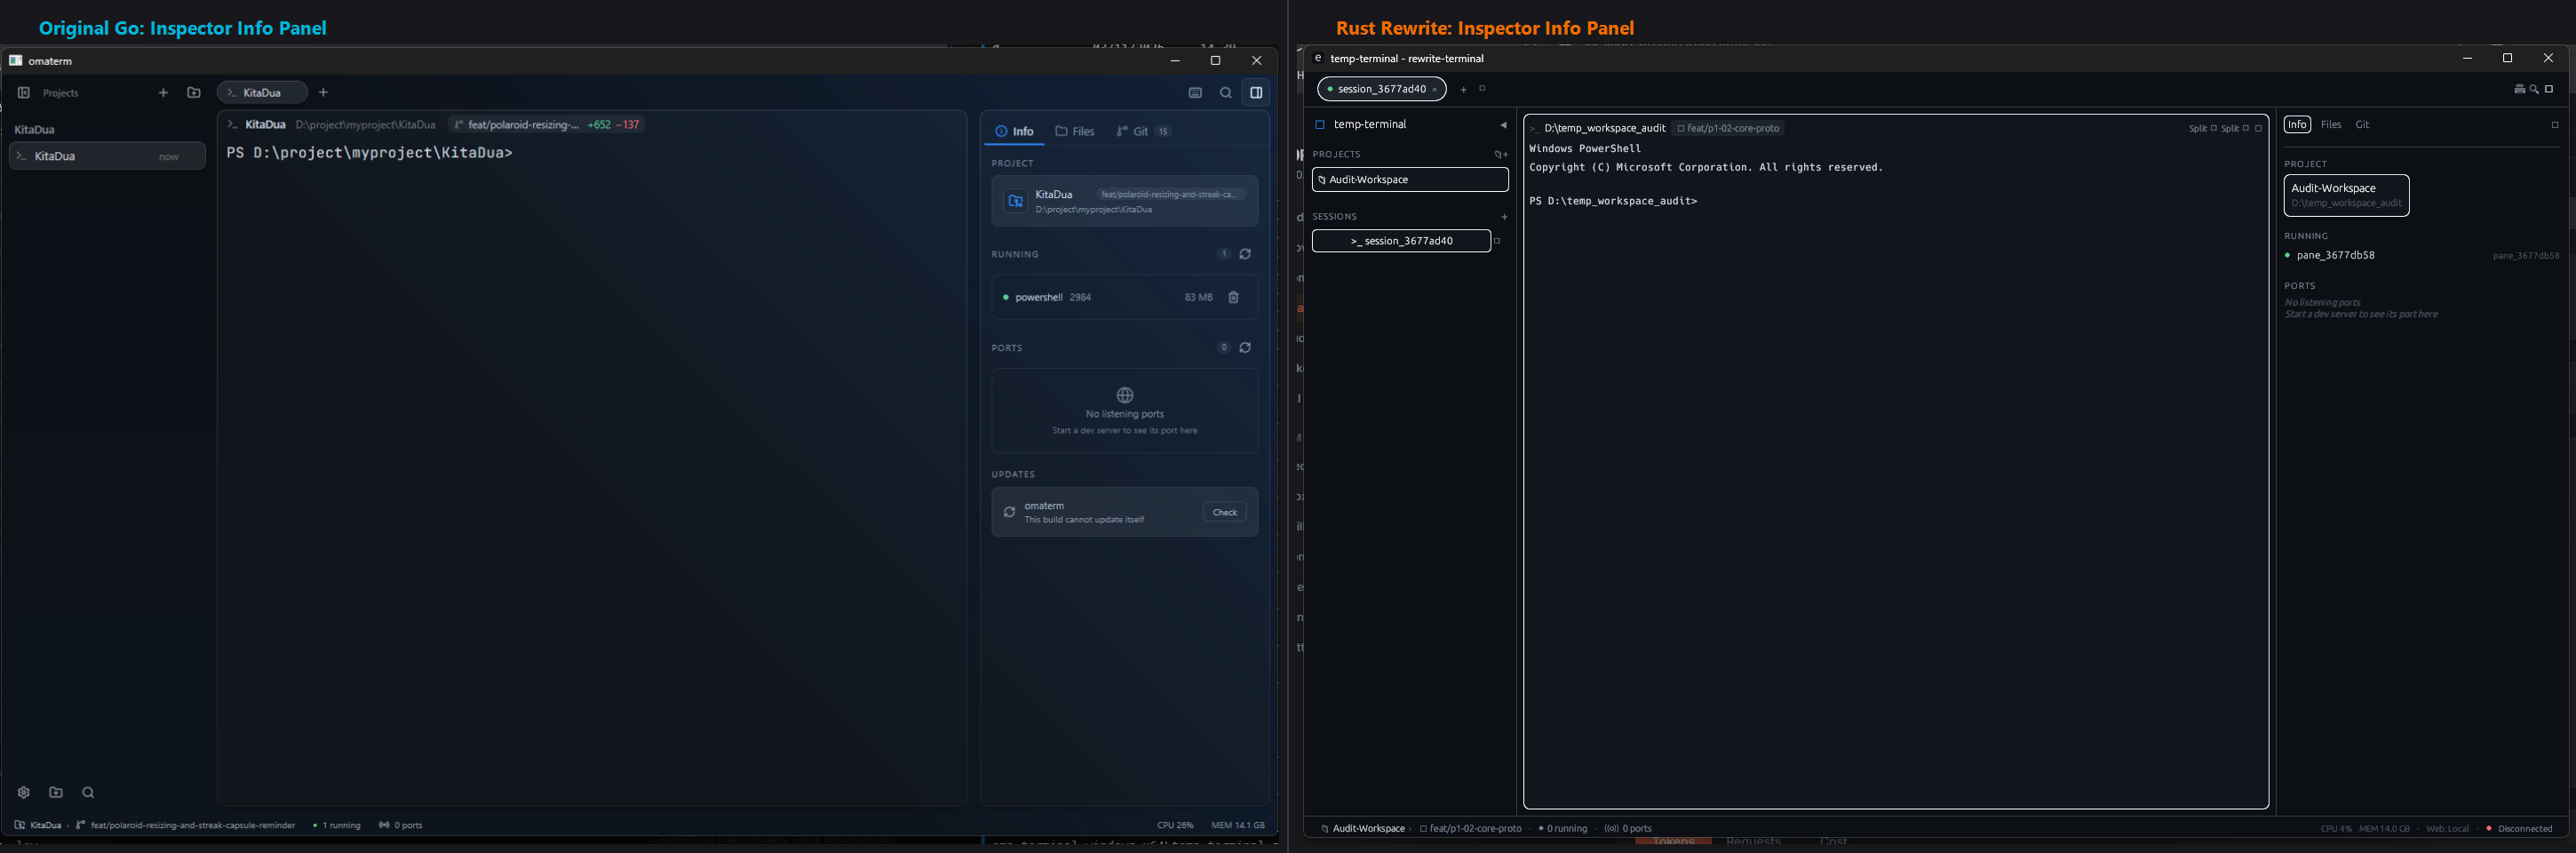 Original Go: Inspector Info Panel
omaterm
Projects
KitaDua
KitaDua
KitaDua now
>_ KitaDua D:\project\myproject\KitaDua feat/polaroid-resizing-... +652 −137
PS D:\project\myproject\KitaDua>
Info Files Git 15
PROJECT
KitaDua feat/polaroid-resizing-and-streak-ca...
D:\project\myproject\KitaDua
RUNNING 1
powershell 2984 83 MB
PORTS 0
No listening ports
Start a dev server to see its port here
UPDATES
omaterm
This build cannot update itself
Check
KitaDua feat/polaroid-resizing-and-streak-capsule-reminder 1 running 0 ports CPU 26% MEM 14.1 GB
Rust Rewrite: Inspector Info Panel
temp-terminal - rewrite-terminal
session_3677ad40 × +
temp-terminal
PROJECTS
Audit-Workspace
SESSIONS +
>_ session_3677ad40
>_ D:\temp_workspace_audit feat/p1-02-core-proto Split Split
Windows PowerShell
Copyright (C) Microsoft Corporation. All rights reserved.
PS D:\temp_workspace_audit>
Info Files Git
PROJECT
Audit-Workspace
D:\temp_workspace_audit
RUNNING
pane_3677db58 pane_3677db58
PORTS
No listening ports
Start a dev server to see its port here
Audit-Workspace › feat/p1-02-core-proto · 0 running · ((o)) 0 ports CPU 4% MEM 14.0 GB · Web: Local · Disconnected
Tokens Requests Cost